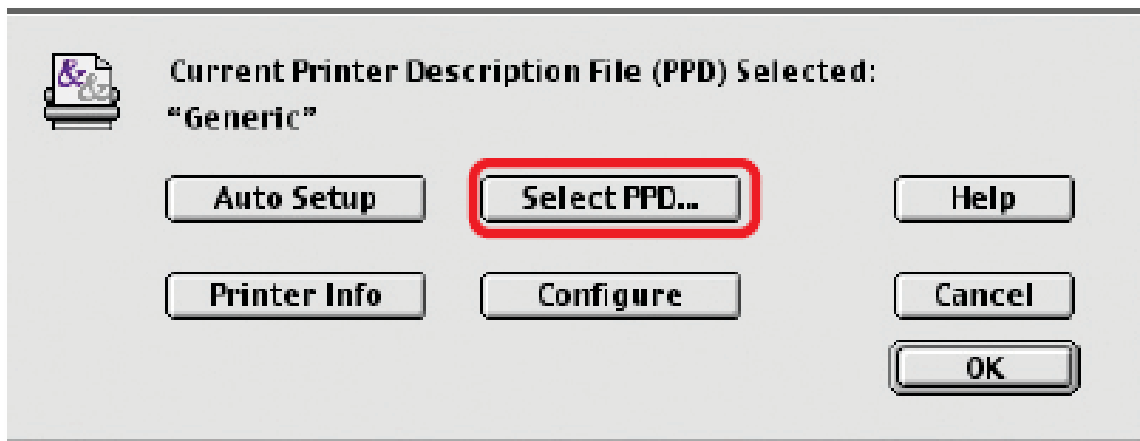 Current Printer Description File (PPD) Selected:
“Generic”
Auto Setup
Select PPD...
Help
Printer Info
Configure
Cancel
OK